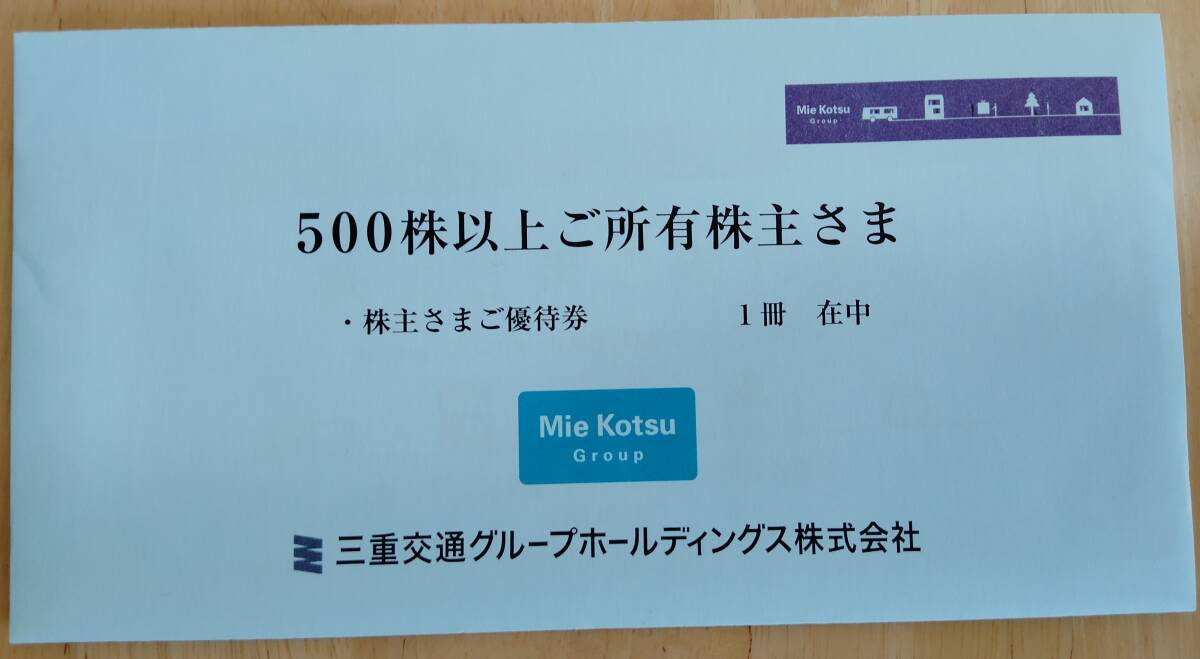 Mie Kotsu
Group
500株以上ご所有株主さま
・株主さまご優待券 1冊 在中
Mie Kotsu
Group
三重交通グループホールディングス株式会社